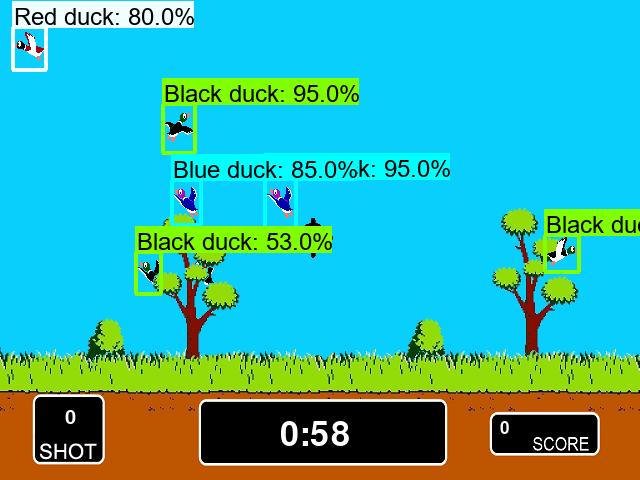 Red duck: 80.0%
Black duck: 95.0%
Blue duck: 85.0%k: 95.0%
Black duc
Black duck: 53.0%
0
SHOT
0:58
0
SCORE